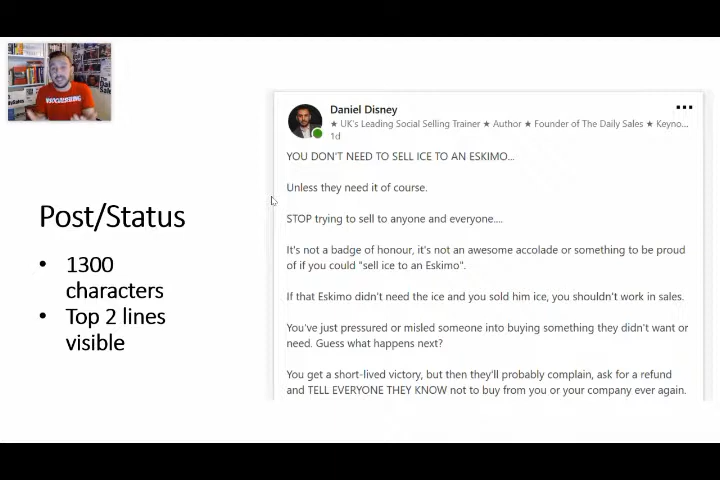 Daniel Disney
★ UK's Leading Social Selling Trainer ★ Author ★ Founder of The Daily Sales ★ Keyno...
1d
YOU DON'T NEED TO SELL ICE TO AN ESKIMO...
Unless they need it of course.
STOP trying to sell to anyone and everyone....
It's not a badge of honour, it's not an awesome accolade or something to be proud
of if you could "sell ice to an Eskimo".
If that Eskimo didn't need the ice and you sold him ice, you shouldn't work in sales.
You've just pressured or misled someone into buying something they didn't want or
need. Guess what happens next?
You get a short-lived victory, but then they'll probably complain, ask for a refund
and TELL EVERYONE THEY KNOW not to buy from you or your company ever again.
Post/Status
• 1300
characters
• Top 2 lines
visible